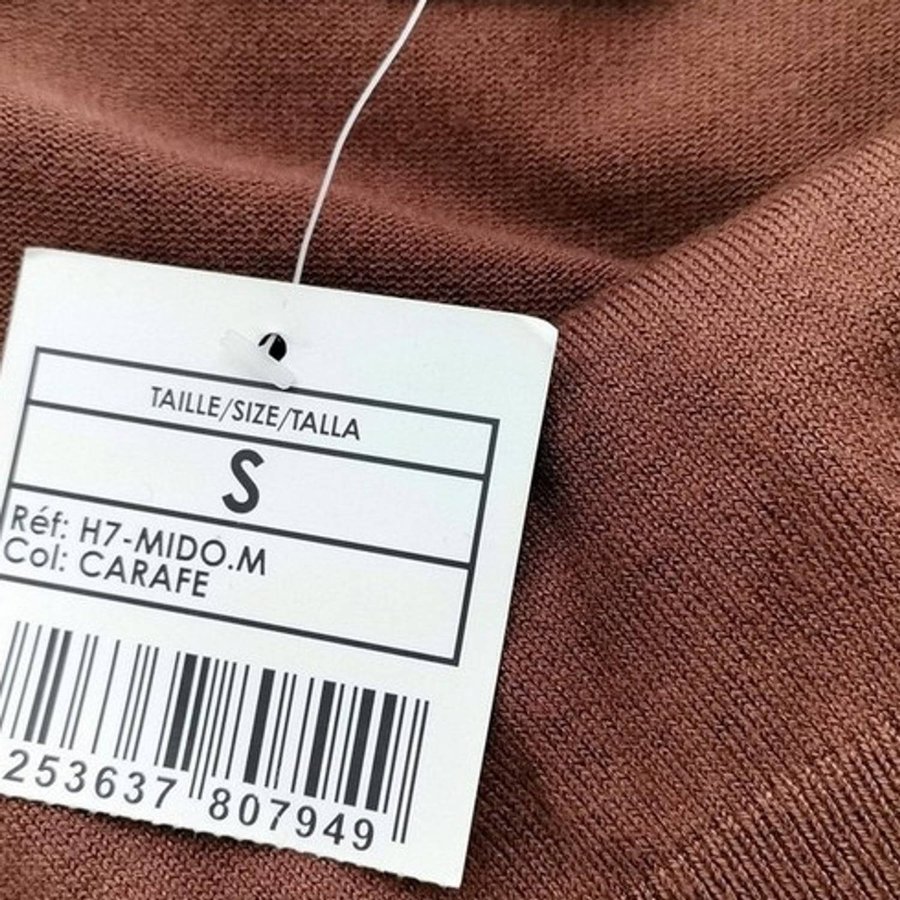 TAILLE/SIZE/TALLA
S
Réf: H7-MIDO.M
Col: CARAFE
253637 807949